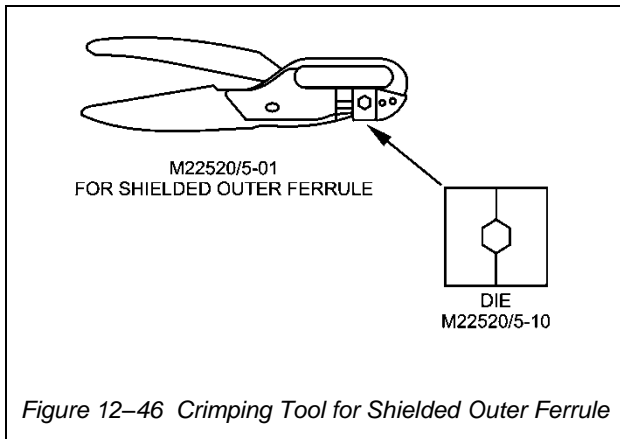 M22520/5-01
FOR SHIELDED OUTER FERRULE
DIE
M22520/5-10
Figure 12–46 Crimping Tool for Shielded Outer Ferrule